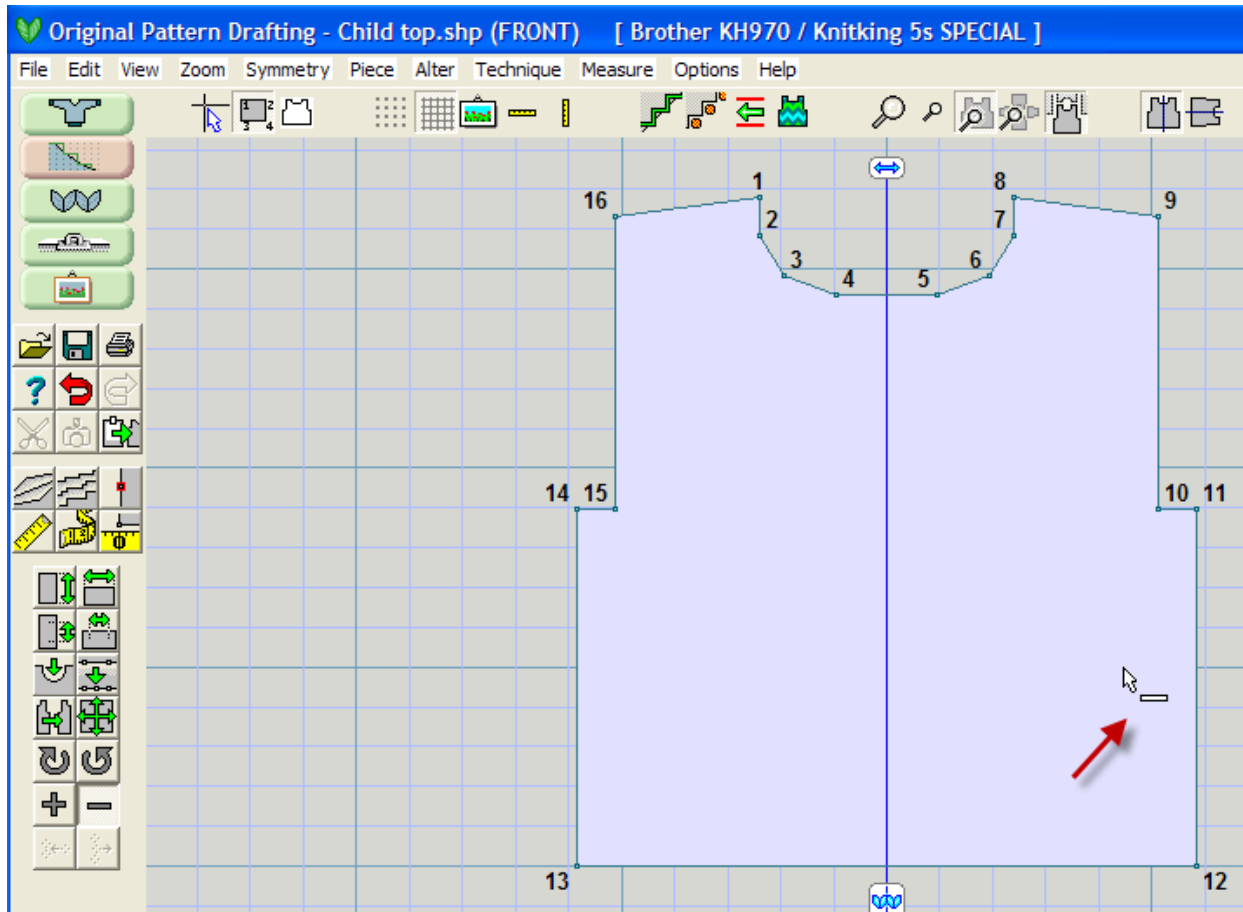 Original Pattern Drafting - Child top.shp (FRONT) [ Brother KH970 / Knitking 5s SPECIAL ]
File Edit View Zoom Symmetry Piece Alter Technique Measure Options Help
1 8
16 9
2 7
3 6
4 5
14 15 10 11
13 12